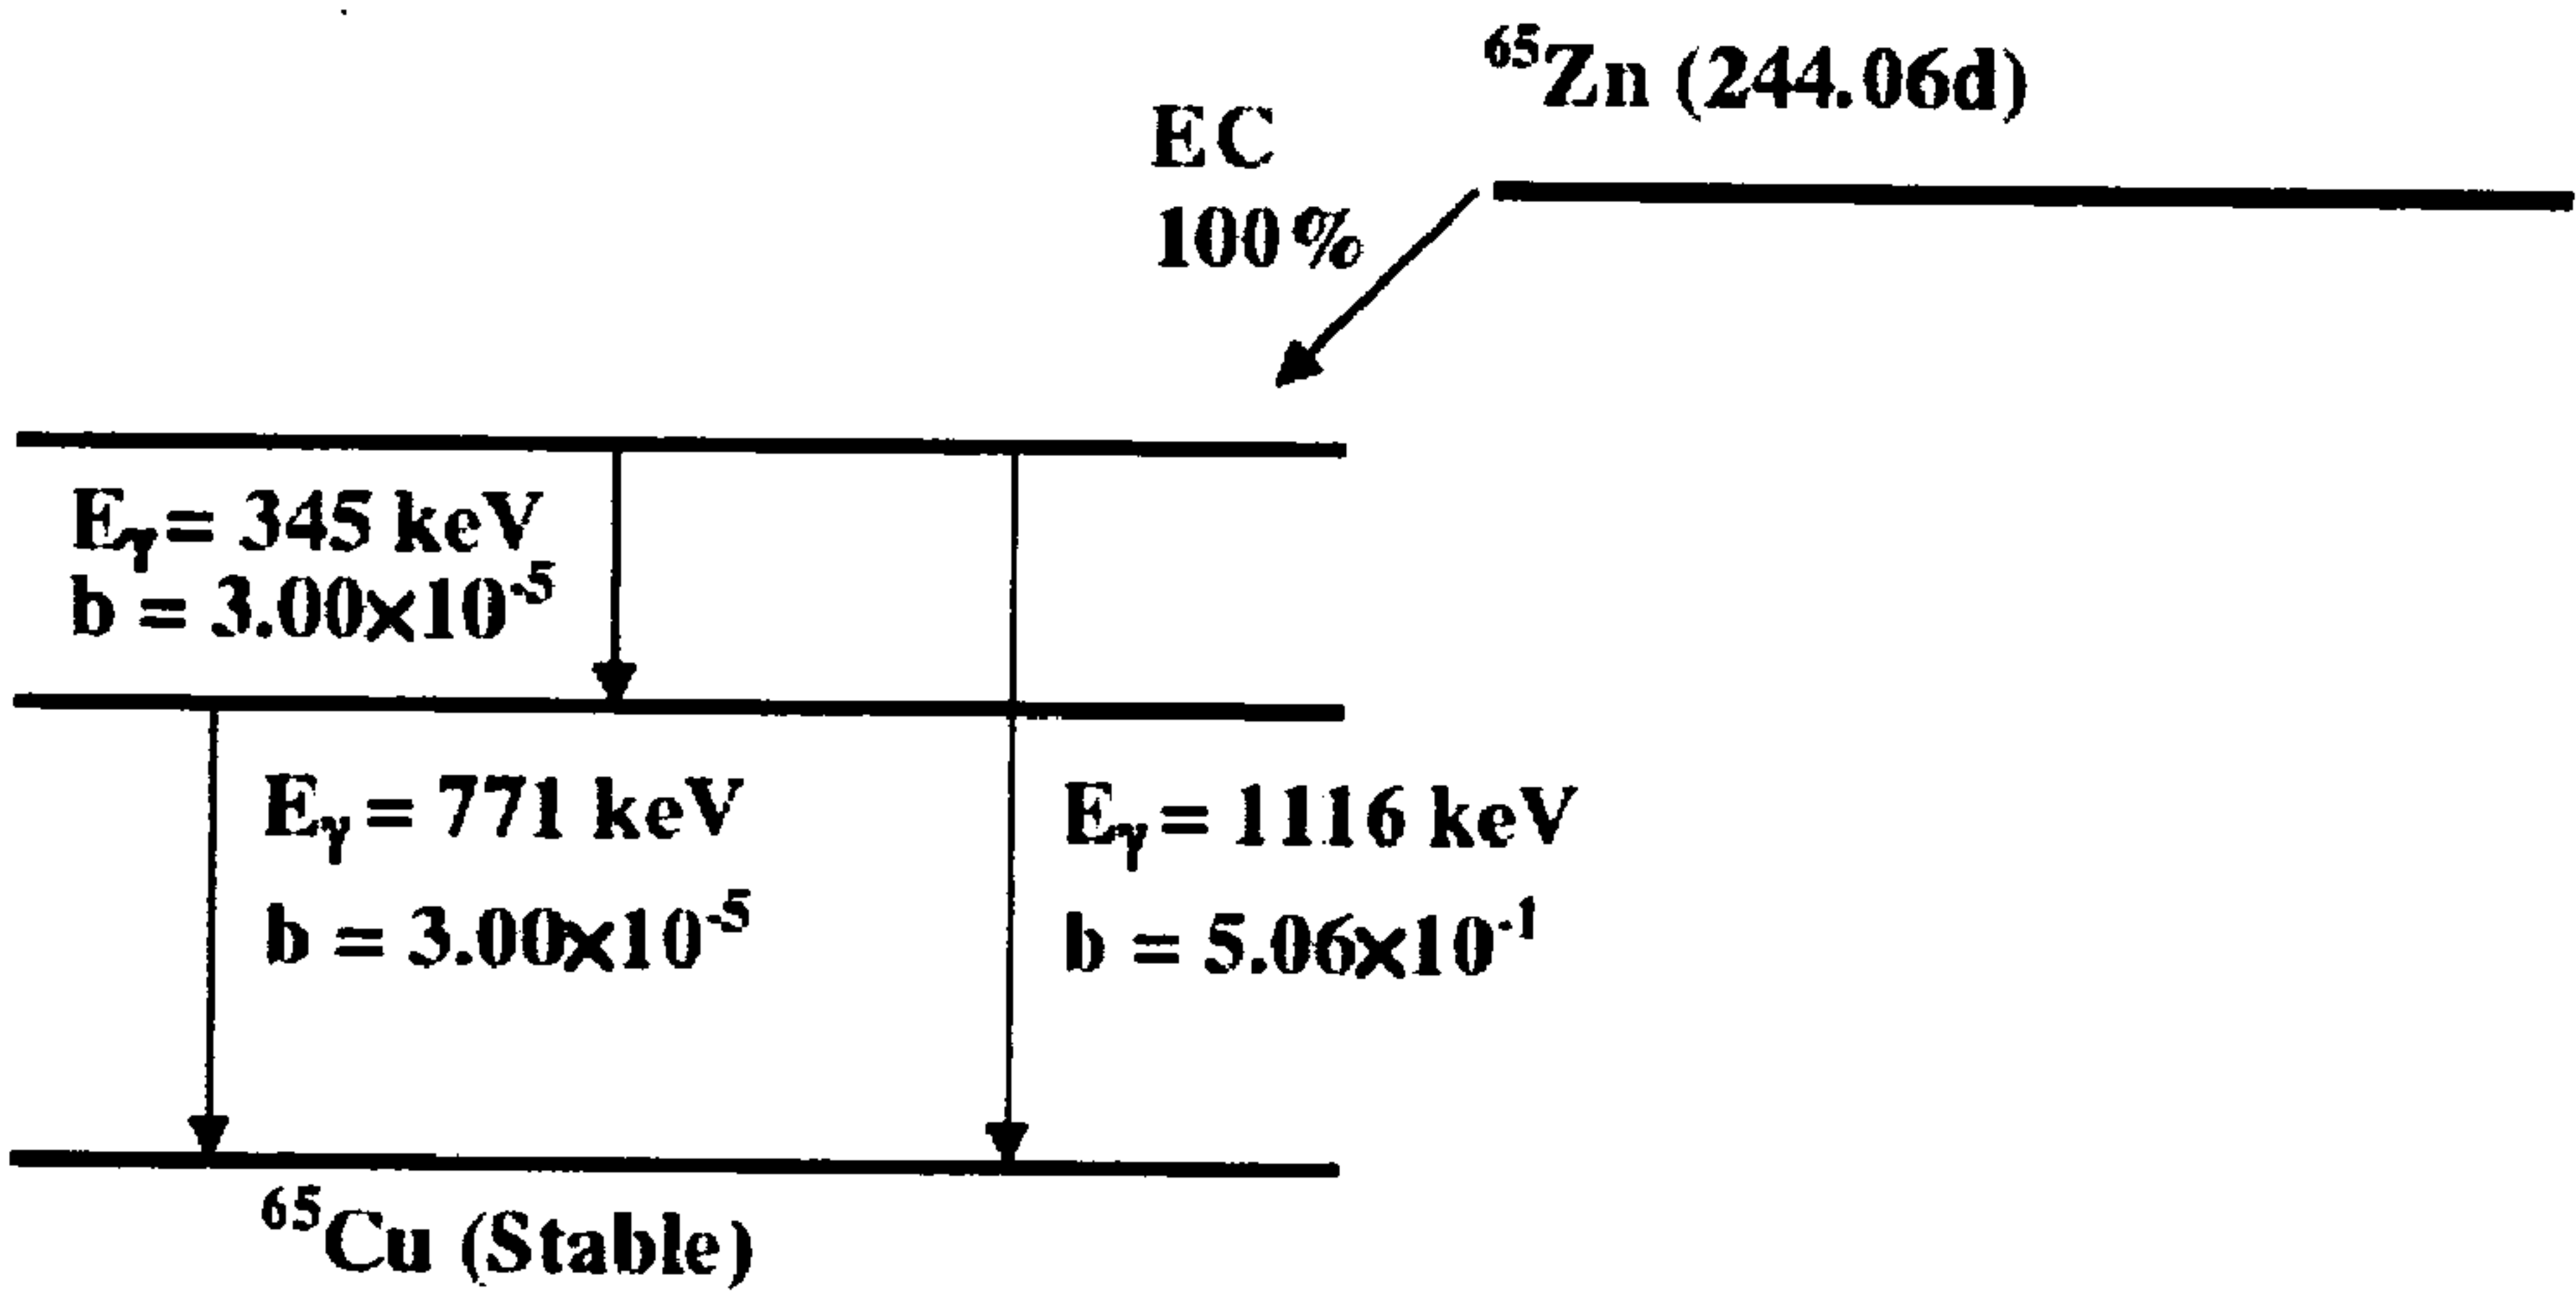 ⁶⁵Zn (244.06d)
EC
100%
Eγ = 345 keV
b = 3.00×10⁻⁵
Eγ = 771 keV
b = 3.00×10⁻⁵
Eγ = 1116 keV
b = 5.06×10⁻¹
⁶⁵Cu (Stable)